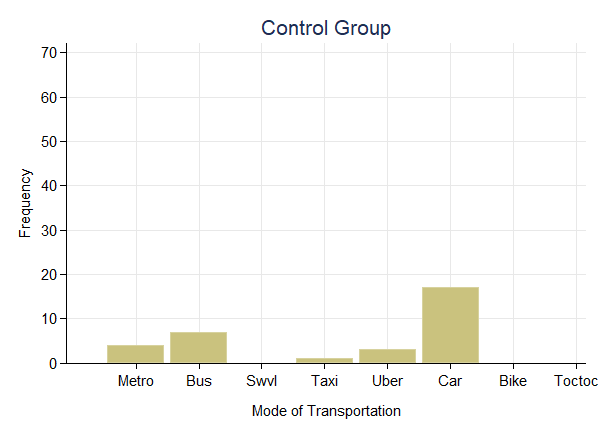 Control Group
70
60
50
40
30
20
10
0
Frequency
Metro Bus Swvl Taxi Uber Car Bike Toctoc
Mode of Transportation